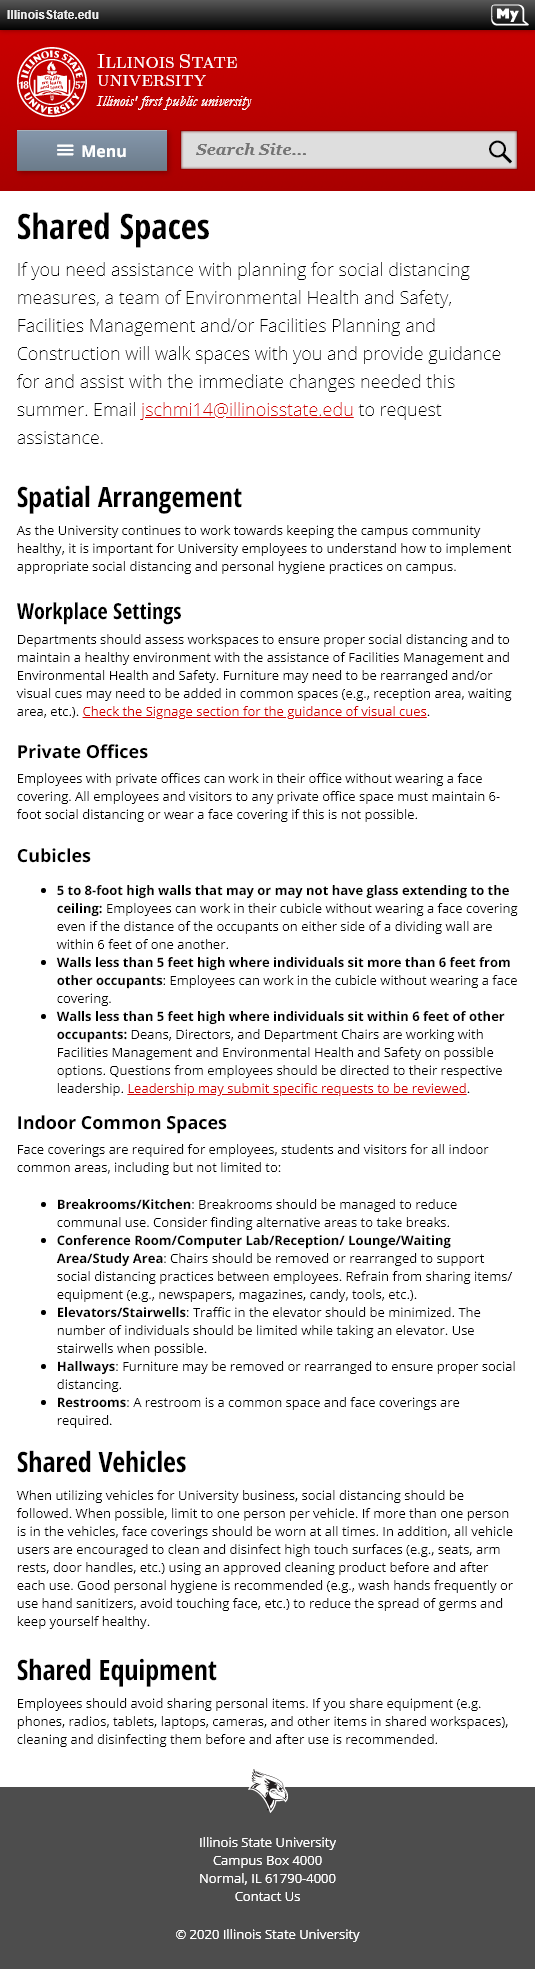 IllinoisState.edu
My
ILLINOIS STATE
UNIVERSITY
Illinois' first public university
ILLINOIS STATE
18 57
UNIVERSITY
Menu
Search Site...
Shared Spaces
If you need assistance with planning for social distancing
measures, a team of Environmental Health and Safety,
Facilities Management and/or Facilities Planning and
Construction will walk spaces with you and provide guidance
for and assist with the immediate changes needed this
summer. Email jschmi14@illinoisstate.edu to request
assistance.
Spatial Arrangement
As the University continues to work towards keeping the campus community
healthy, it is important for University employees to understand how to implement
appropriate social distancing and personal hygiene practices on campus.
Workplace Settings
Departments should assess workspaces to ensure proper social distancing and to
maintain a healthy environment with the assistance of Facilities Management and
Environmental Health and Safety. Furniture may need to be rearranged and/or
visual cues may need to be added in common spaces (e.g., reception area, waiting
area, etc.). Check the Signage section for the guidance of visual cues.
Private Offices
Employees with private offices can work in their office without wearing a face
covering. All employees and visitors to any private office space must maintain 6-
foot social distancing or wear a face covering if this is not possible.
Cubicles
• 5 to 8-foot high walls that may or may not have glass extending to the
ceiling: Employees can work in their cubicle without wearing a face covering
even if the distance of the occupants on either side of a dividing wall are
within 6 feet of one another.
• Walls less than 5 feet high where individuals sit more than 6 feet from
other occupants: Employees can work in the cubicle without wearing a face
covering.
• Walls less than 5 feet high where individuals sit within 6 feet of other
occupants: Deans, Directors, and Department Chairs are working with
Facilities Management and Environmental Health and Safety on possible
options. Questions from employees should be directed to their respective
leadership. Leadership may submit specific requests to be reviewed.
Indoor Common Spaces
Face coverings are required for employees, students and visitors for all indoor
common areas, including but not limited to:
• Breakrooms/Kitchen: Breakrooms should be managed to reduce
communal use. Consider finding alternative areas to take breaks.
• Conference Room/Computer Lab/Reception/ Lounge/Waiting
Area/Study Area: Chairs should be removed or rearranged to support
social distancing practices between employees. Refrain from sharing items/
equipment (e.g., newspapers, magazines, candy, tools, etc.).
• Elevators/Stairwells: Traffic in the elevator should be minimized. The
number of individuals should be limited while taking an elevator. Use
stairwells when possible.
• Hallways: Furniture may be removed or rearranged to ensure proper social
distancing.
• Restrooms: A restroom is a common space and face coverings are
required.
Shared Vehicles
When utilizing vehicles for University business, social distancing should be
followed. When possible, limit to one person per vehicle. If more than one person
is in the vehicles, face coverings should be worn at all times. In addition, all vehicle
users are encouraged to clean and disinfect high touch surfaces (e.g., seats, arm
rests, door handles, etc.) using an approved cleaning product before and after
each use. Good personal hygiene is recommended (e.g., wash hands frequently or
use hand sanitizers, avoid touching face, etc.) to reduce the spread of germs and
keep yourself healthy.
Shared Equipment
Employees should avoid sharing personal items. If you share equipment (e.g.
phones, radios, tablets, laptops, cameras, and other items in shared workspaces),
cleaning and disinfecting them before and after use is recommended.
Illinois State University
Campus Box 4000
Normal, IL 61790-4000
Contact Us
© 2020 Illinois State University